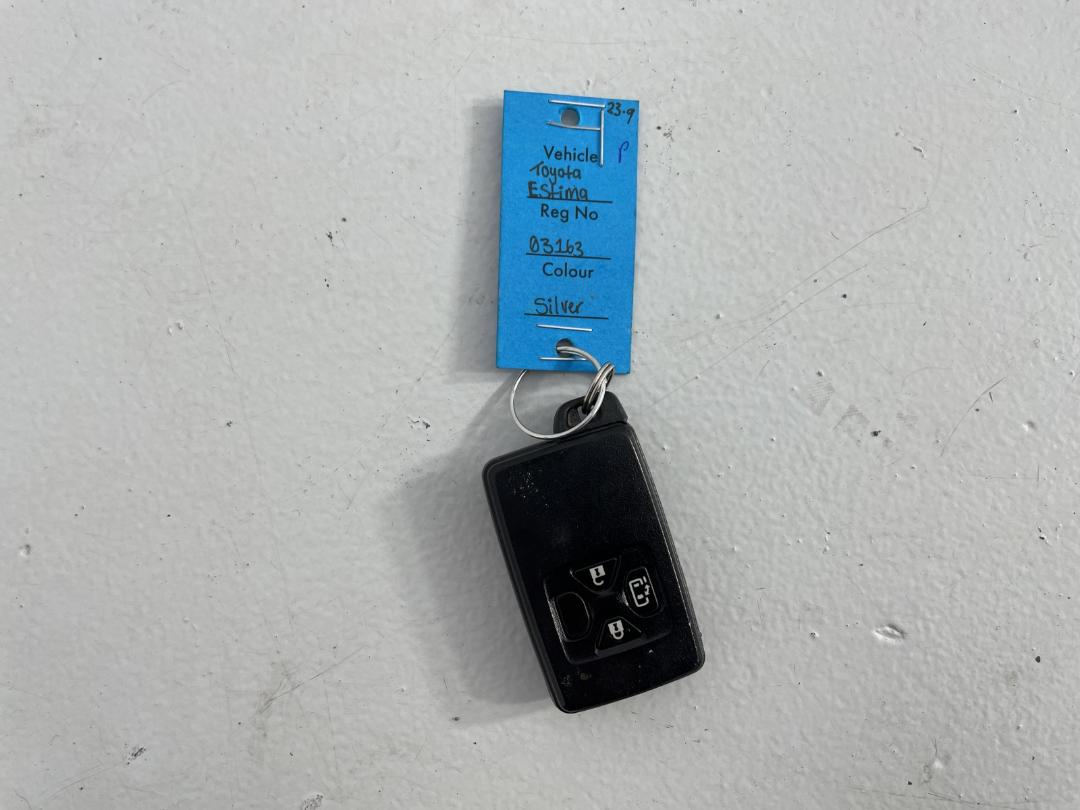 23.9
Vehicle P
Toyota
Estima
Reg No
03163
Colour
Silver